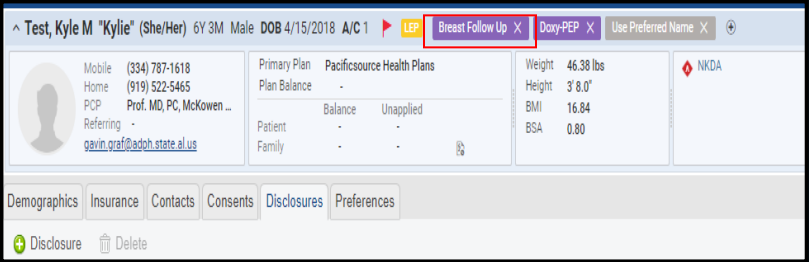 ^ Test, Kyle M "Kylie" (She/Her) 6Y 3M Male DOB 4/15/2018 A/C 1 LEP Breast Follow Up X Doxy-PEP X Use Preferred Name X
Mobile (334) 787-1618
Home (919) 522-5465
PCP Prof. MD, PC, McKowen ...
Referring -
gavin.graf@adph.state.al.us
Primary Plan Pacificsource Health Plans
Plan Balance -
Balance Unapplied
Patient - -
Family - -
Weight 46.38 lbs
Height 3' 8.0"
BMI 16.84
BSA 0.80
NKDA
Demographics Insurance Contacts Consents Disclosures Preferences
Disclosure Delete